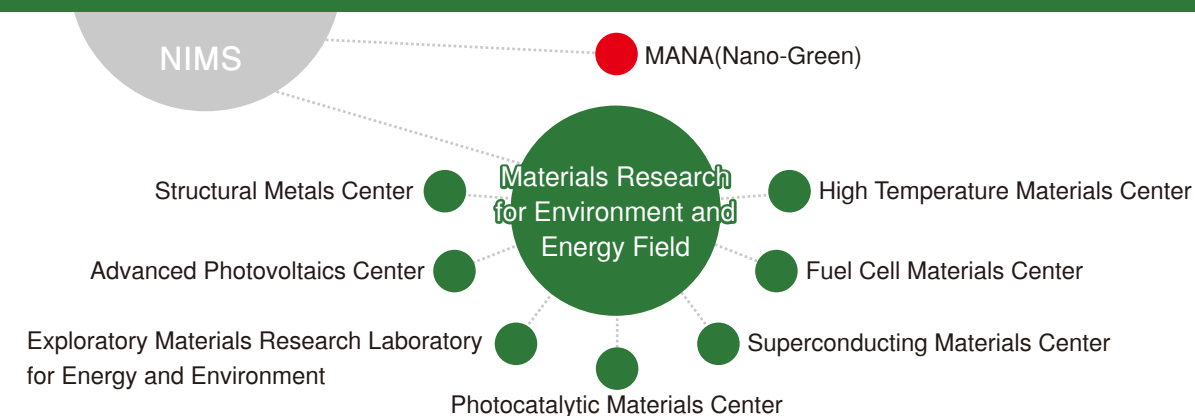 NIMS
MANA(Nano-Green)
Materials Research
for Environment and
Energy Field
Structural Metals Center
High Temperature Materials Center
Advanced Photovoltaics Center
Fuel Cell Materials Center
Exploratory Materials Research Laboratory
for Energy and Environment
Superconducting Materials Center
Photocatalytic Materials Center